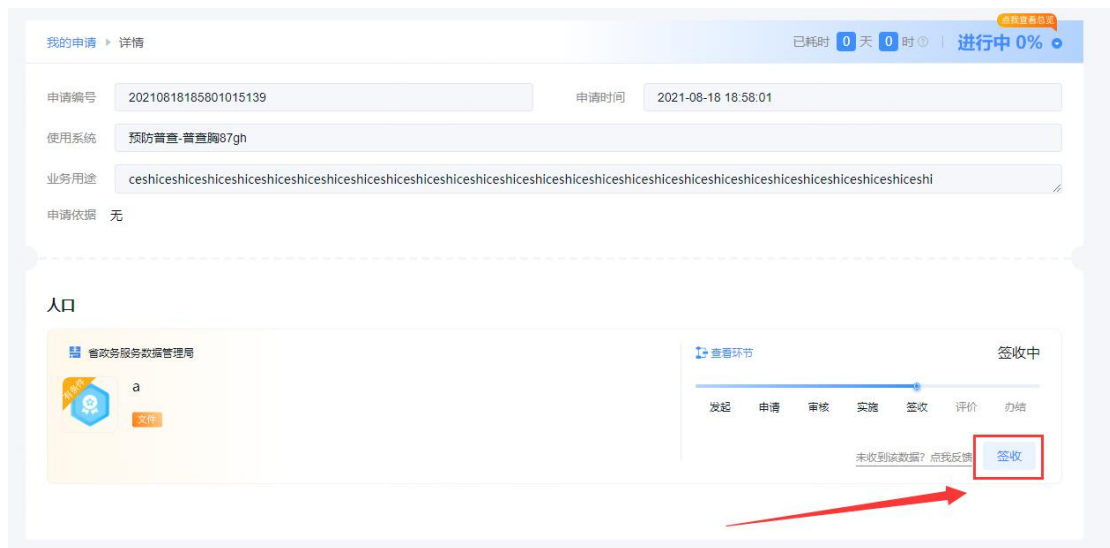 点我查看总览
我的申请 详情 已耗时 0 天 0 时 进行中 0%
申请编号 20210818185801015139 申请时间 2021-08-18 18:58:01
使用系统 预防普查-普查胸87gh
业务用途 ceshiceshiceshiceshiceshiceshiceshiceshiceshiceshiceshiceshiceshiceshiceshiceshiceshiceshiceshiceshiceshiceshi
申请依据 无
人口
省政务服务数据管理局 查看环节 签收中
有条件 a
文件
发起 申请 审核 实施 签收 评价 办结
未收到该数据？点我反馈 签收